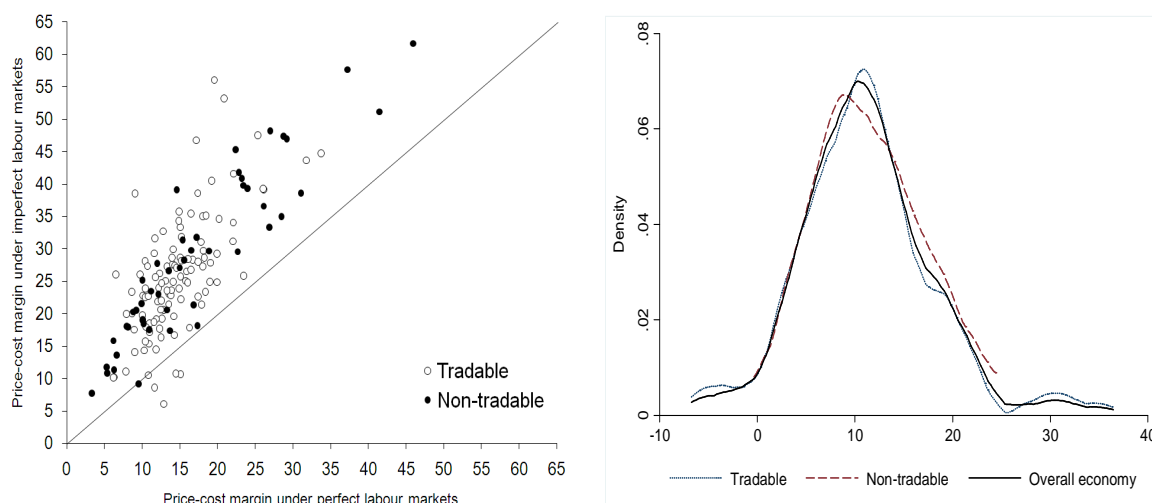 Price-cost margin under imperfect labour markets
65
60
55
50
45
40
35
30
25
20
15
10
5
0
0 5 10 15 20 25 30 35 40 45 50 55 60 65
Tradable
Non-tradable
Price-cost margin under perfect labour markets
Density
.08
.06
.04
.02
0
-10 0 10 20 30 40
Tradable Non-tradable Overall economy